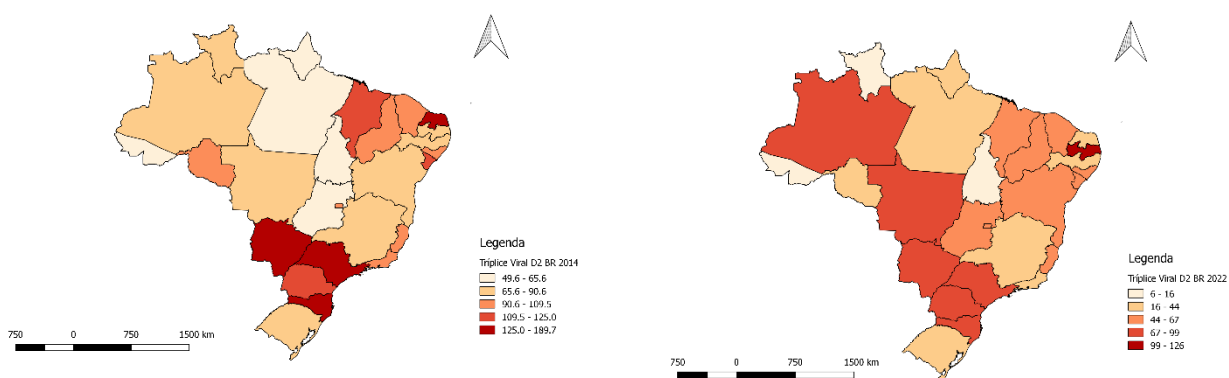 Legenda
Tríplice Viral D2 BR 2014
49.6 - 65.6
65.6 - 90.6
90.6 - 109.5
109.5 - 125.0
125.0 - 189.7
750 0 750 1500 km
Legenda
Tríplice Viral D2 BR 2022
6 - 16
16 - 44
44 - 67
67 - 99
99 - 126
750 0 750 1500 km